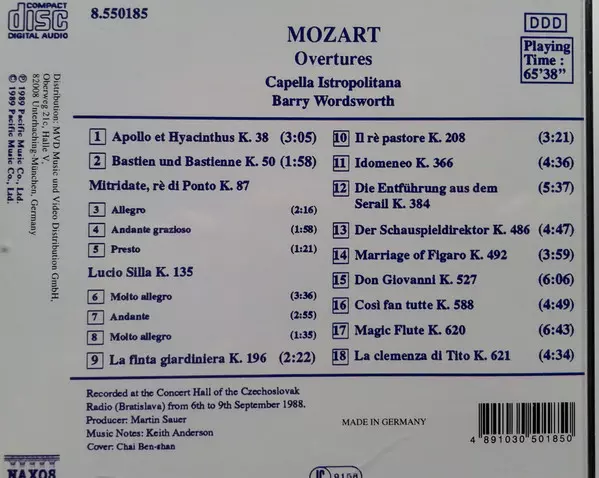 COMPACT
disc
DIGITAL AUDIO
8.550185
DDD
Playing
Time :
65'38"
MOZART
Overtures
Capella Istropolitana
Barry Wordsworth
1 Apollo et Hyacinthus K. 38 (3:05)
2 Bastien und Bastienne K. 50 (1:58)
Mitridate, rè di Ponto K. 87
3 Allegro (2:16)
4 Andante grazioso (1:58)
5 Presto (1:21)
Lucio Silla K. 135
6 Molto allegro (3:36)
7 Andante (2:55)
8 Molto allegro (1:35)
9 La finta giardiniera K. 196 (2:22)
10 Il rè pastore K. 208 (3:21)
11 Idomeneo K. 366 (4:36)
12 Die Entführung aus dem (5:37)
Serail K. 384
13 Der Schauspieldirektor K. 486 (4:47)
14 Marriage of Figaro K. 492 (3:59)
15 Don Giovanni K. 527 (6:06)
16 Così fan tutte K. 588 (4:49)
17 Magic Flute K. 620 (6:43)
18 La clemenza di Tito K. 621 (4:34)
Recorded at the Concert Hall of the Czechoslovak
Radio (Bratislava) from 6th to 9th September 1988.
Producer: Martin Sauer
Music Notes: Keith Anderson
Cover: Chai Ben-shan
MADE IN GERMANY
4 891030 501850
Distribution: MVD Music und Video Distribution GmbH,
Oberweg 21c, Halle V,
82008 Unterhaching-München, Germany
℗ 1989 Pacific Music Co., Ltd.
© 1989 Pacific Music Co., Ltd.
NAXOS